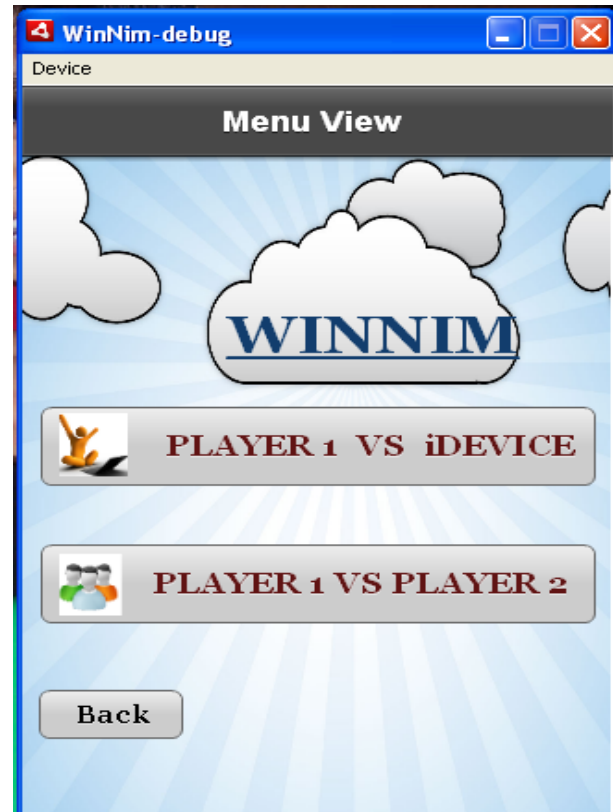 WinNim-debug
Device
Menu View
WINNIM
PLAYER 1 VS iDEVICE
PLAYER 1 VS PLAYER 2
Back